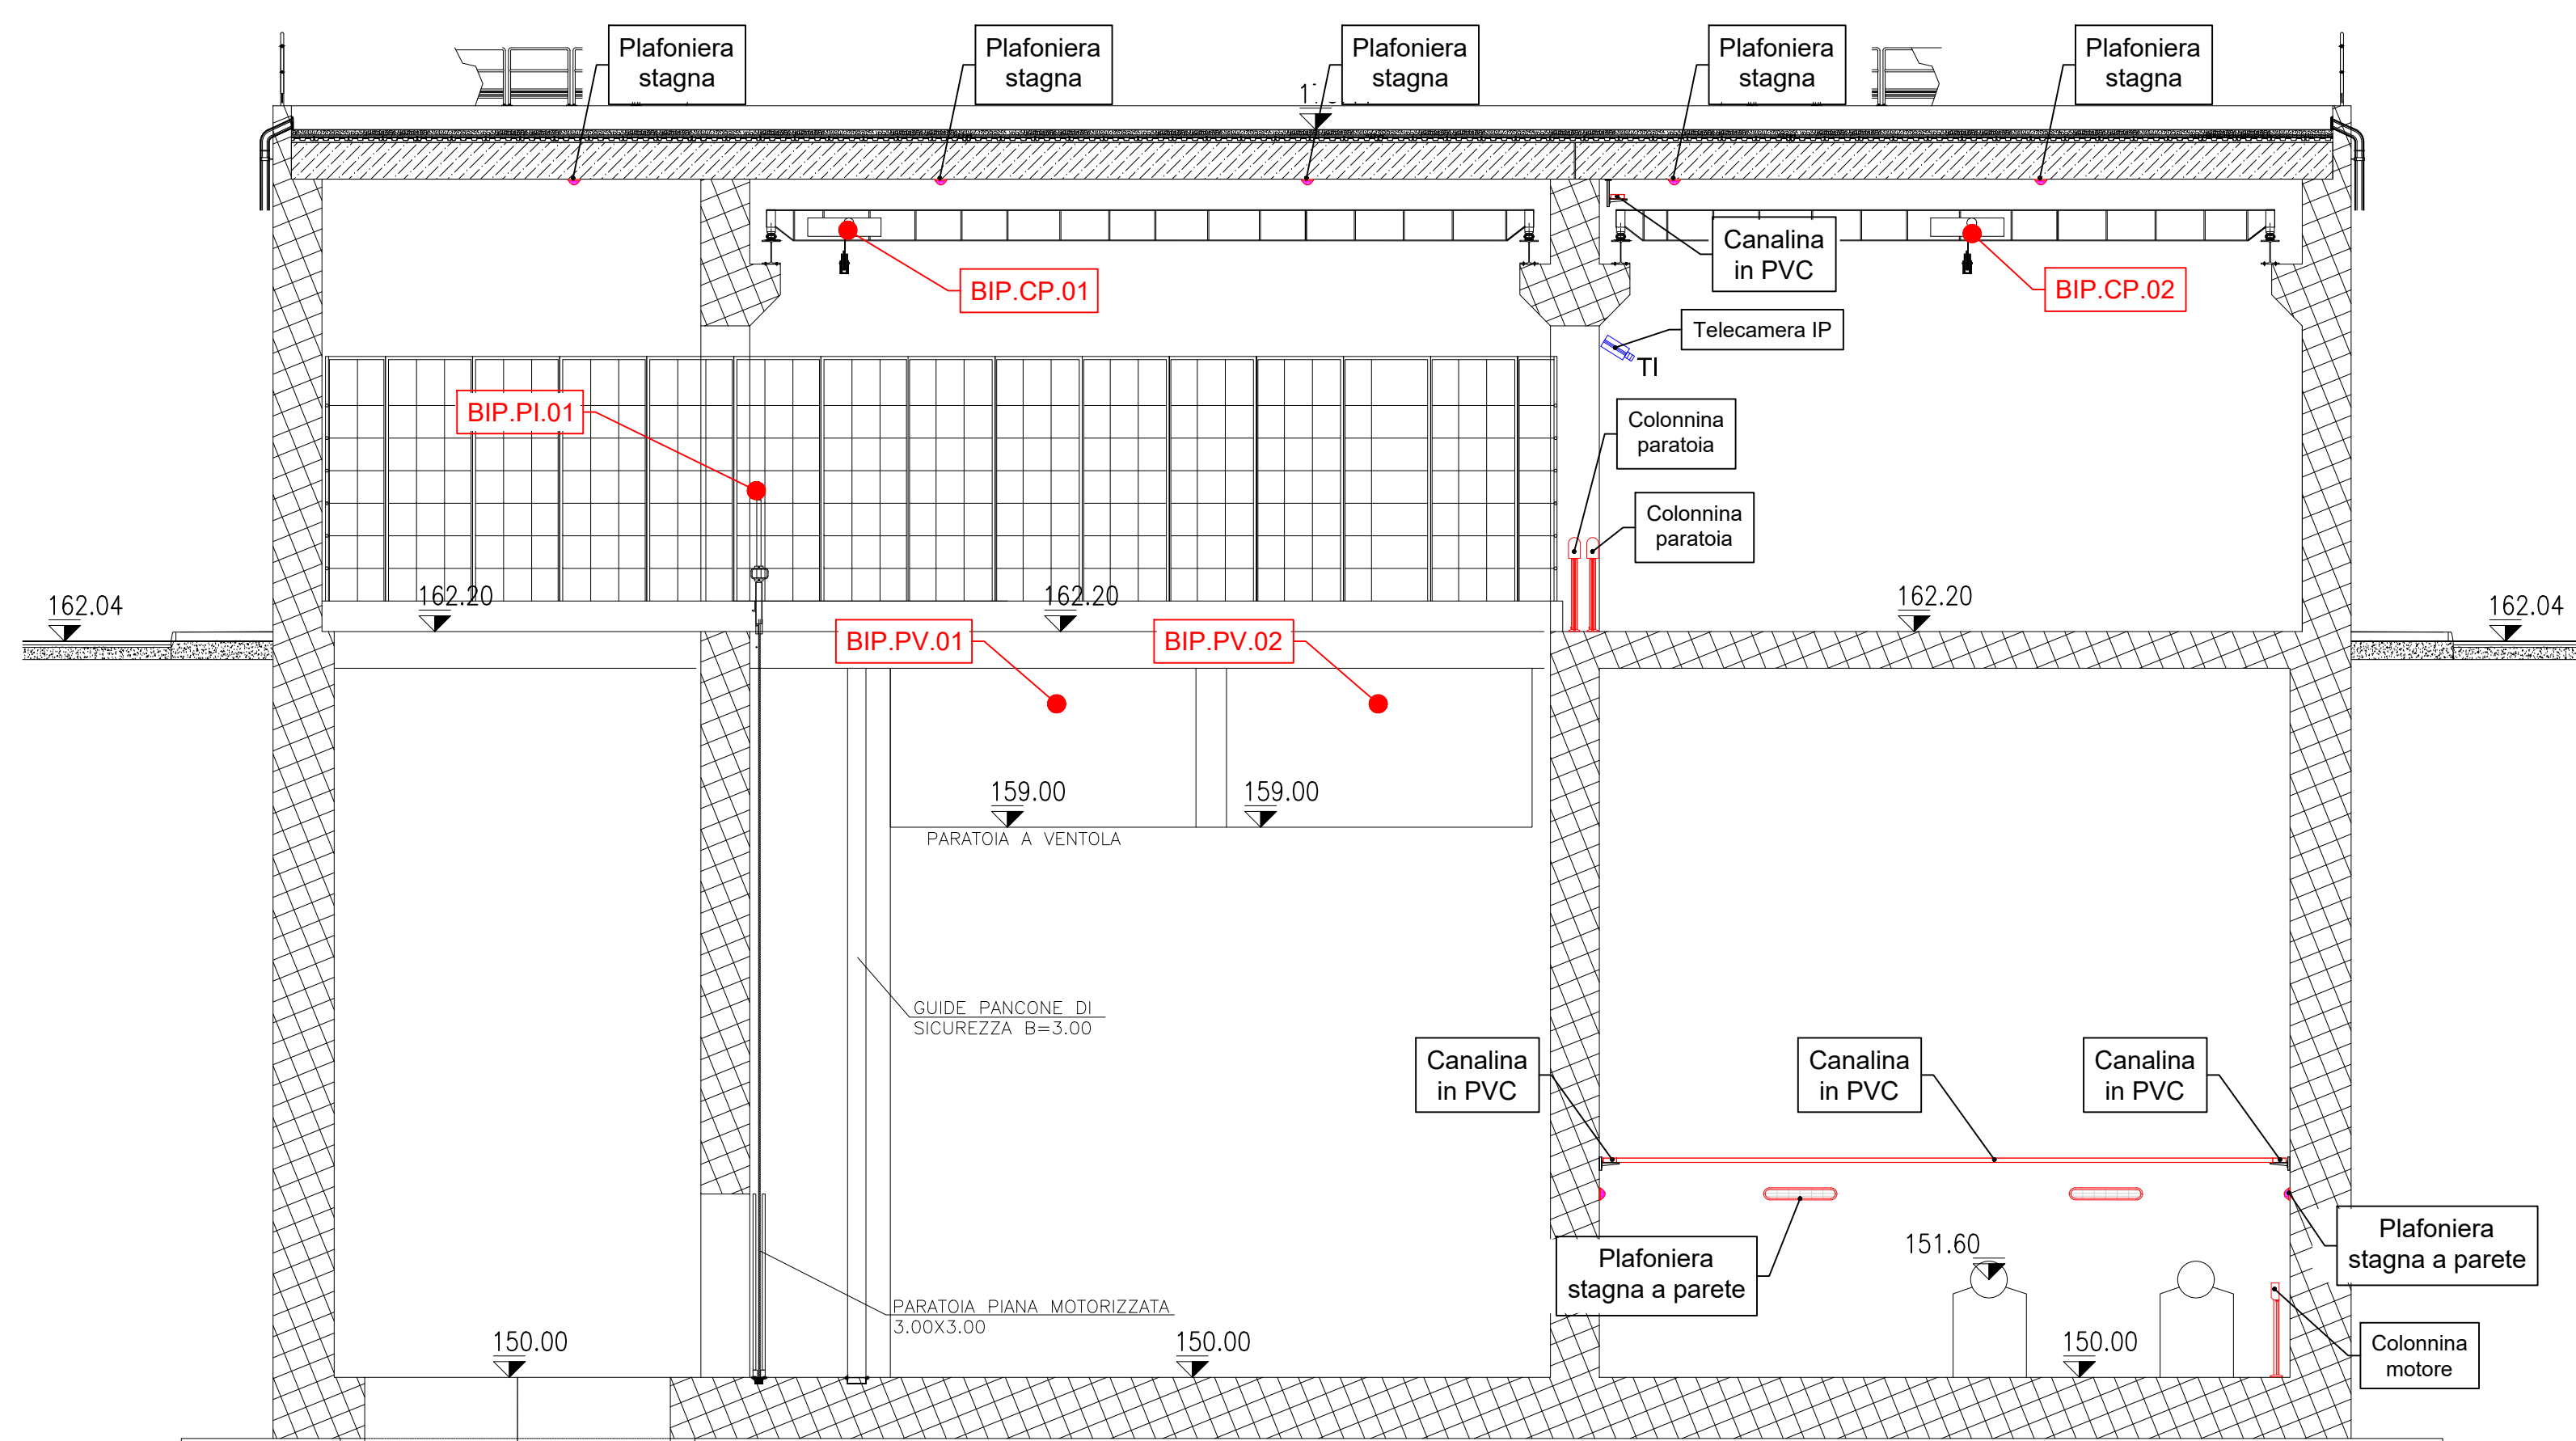 Plafoniera
stagna
Plafoniera
stagna
Plafoniera
stagna
Plafoniera
stagna
Plafoniera
stagna
Canalina
in PVC
BIP.CP.01
BIP.CP.02
Telecamera IP
TI
BIP.PI.01
Colonnina
paratoia
Colonnina
paratoia
162.04
162.20
162.20
162.20
162.04
BIP.PV.01
BIP.PV.02
159.00
159.00
PARATOIA A VENTOLA
GUIDE PANCONE DI
SICUREZZA B=3.00
Canalina
in PVC
Canalina
in PVC
Canalina
in PVC
Plafoniera
stagna a parete
151.60
Plafoniera
stagna a parete
PARATOIA PIANA MOTORIZZATA
3.00X3.00
150.00
150.00
150.00
Colonnina
motore